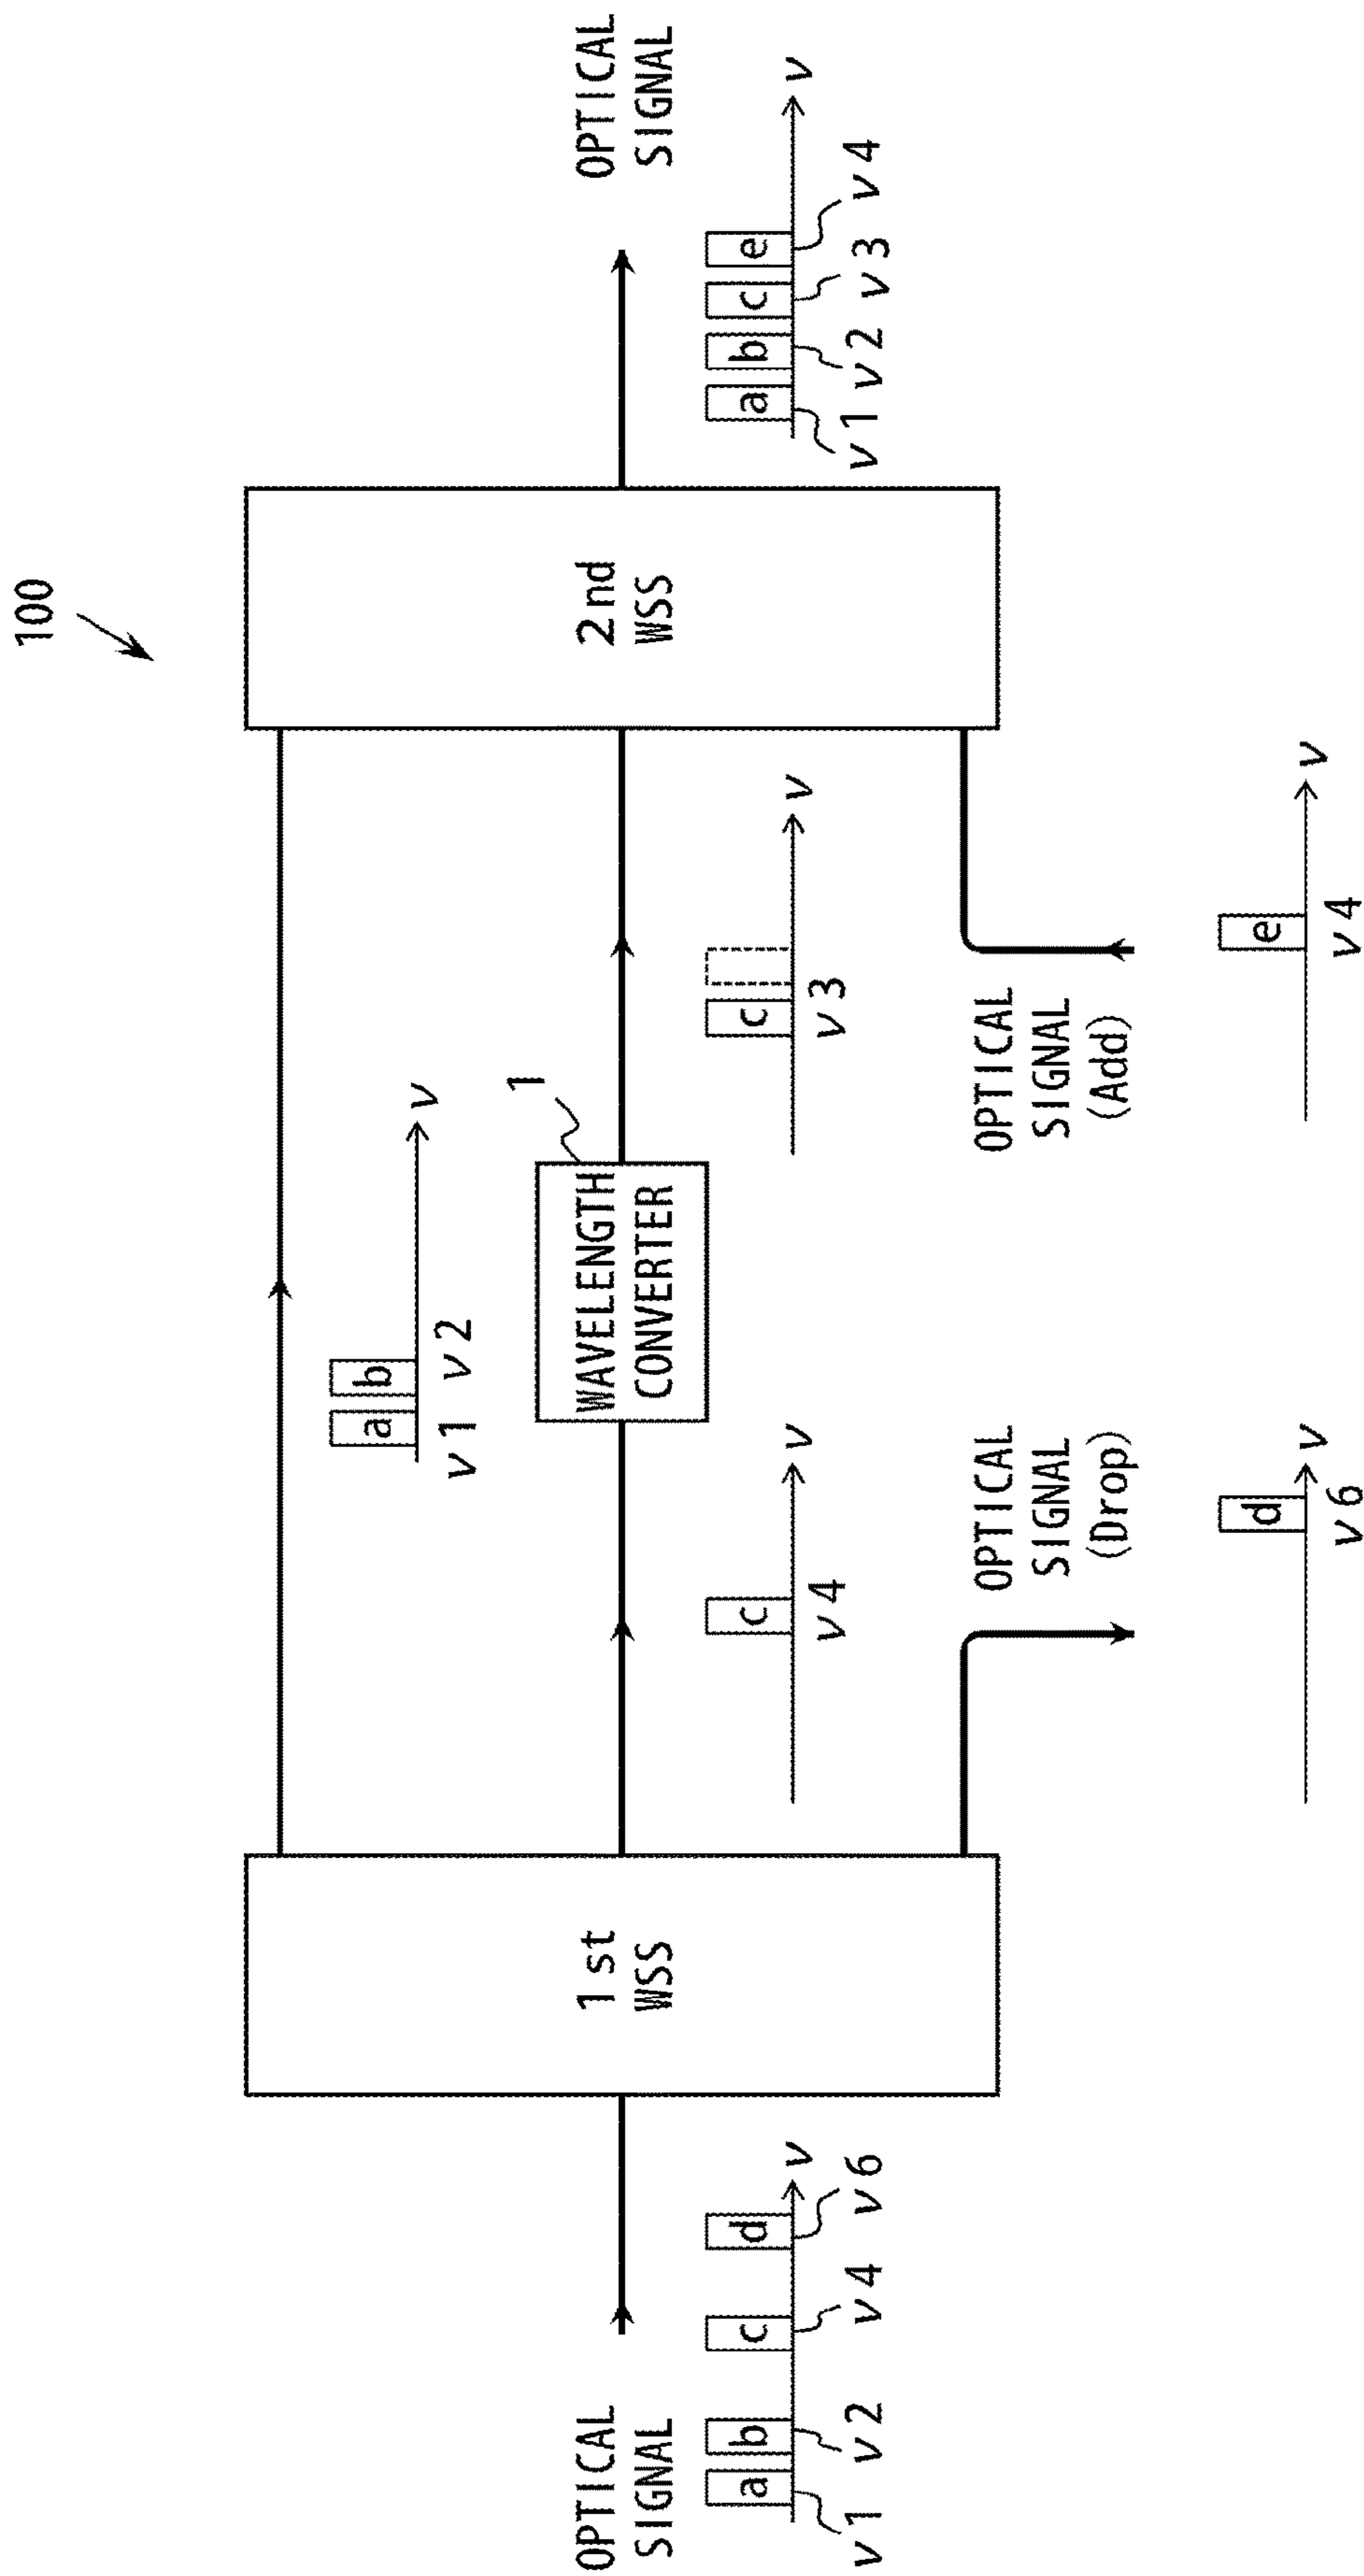 100
OPTICAL
SIGNAL
a b c d ν
ν1 ν2 ν4 ν6
1st
WSS
a b ν
ν1 ν2
WAVELENGTH
CONVERTER
1
c ν
ν4
c ν
ν3
OPTICAL
SIGNAL
(Drop)
d ν
ν6
OPTICAL
SIGNAL
(Add)
e ν
ν4
2nd
WSS
OPTICAL
SIGNAL
a b c e ν
ν1 ν2 ν3 ν4